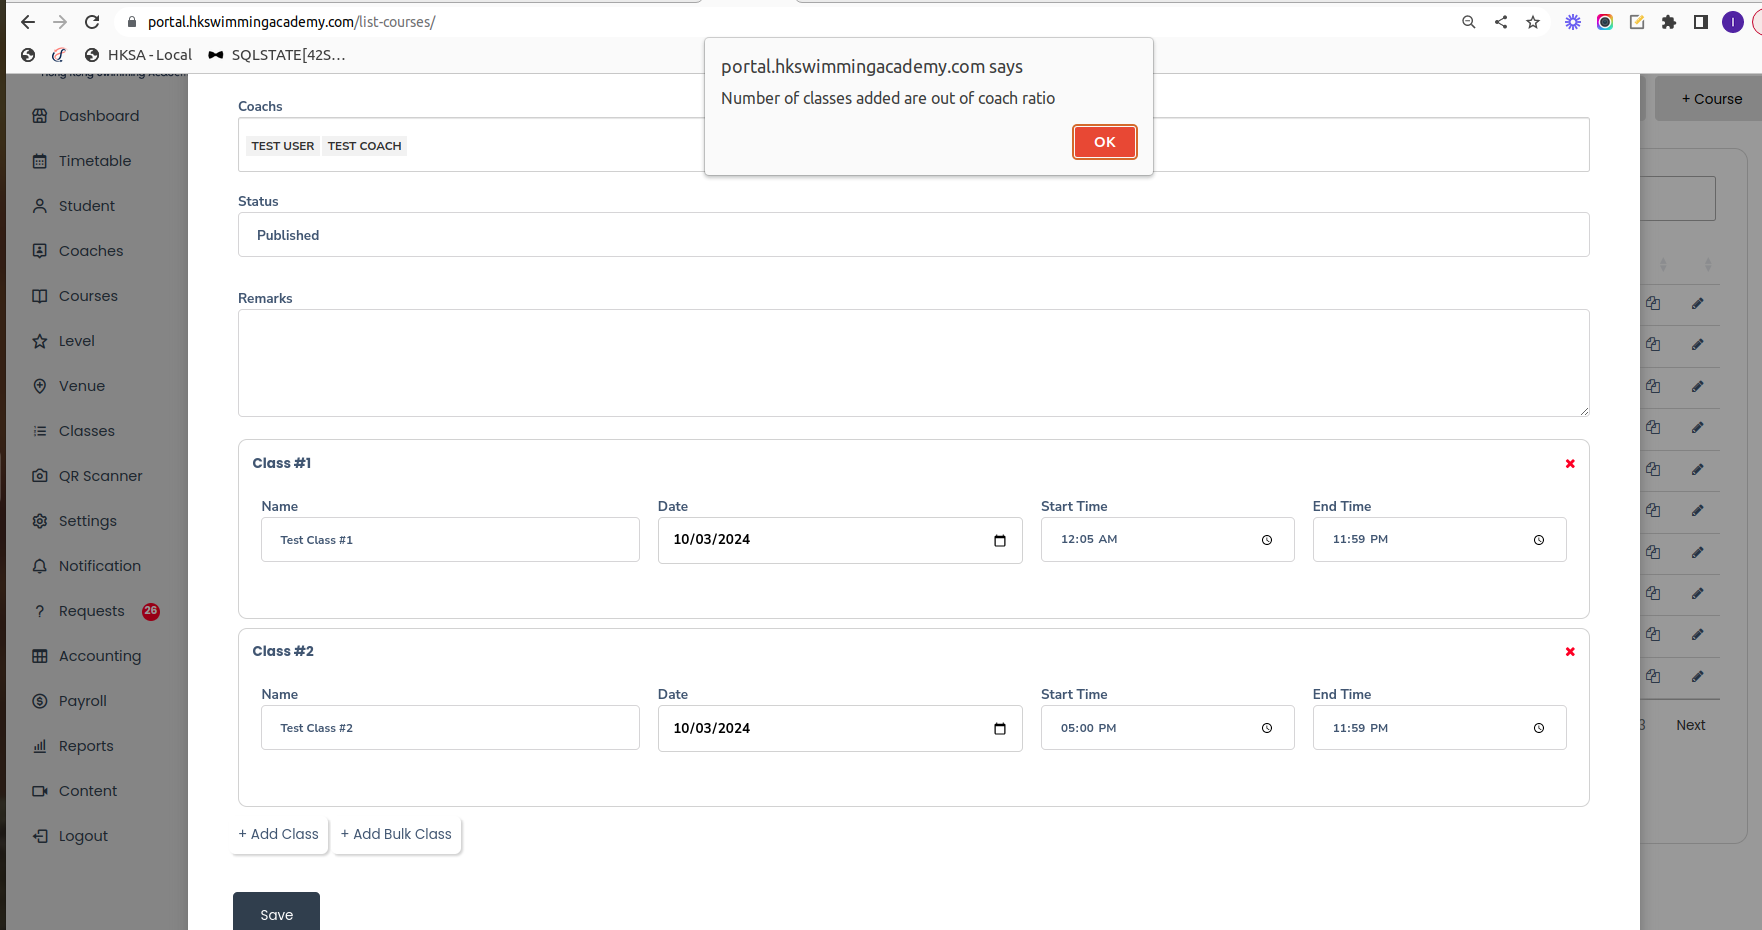 portal.hkswimmingacademy.com/list-courses/
HKSA - Local
SQLSTATE[42S...
portal.hkswimmingacademy.com says
Number of classes added are out of coach ratio
OK
+ Course
Dashboard
Timetable
Student
Coaches
Courses
Level
Venue
Classes
QR Scanner
Settings
Notification
Requests 26
Accounting
Payroll
Reports
Content
Logout
Coachs
TEST USER TEST COACH
Status
Published
Remarks
Class #1
Name Date Start Time End Time
Test Class #1 10/03/2024 12:05 AM 11:59 PM
Class #2
Name Date Start Time End Time
Test Class #2 10/03/2024 05:00 PM 11:59 PM
+ Add Class + Add Bulk Class
Save
3 Next